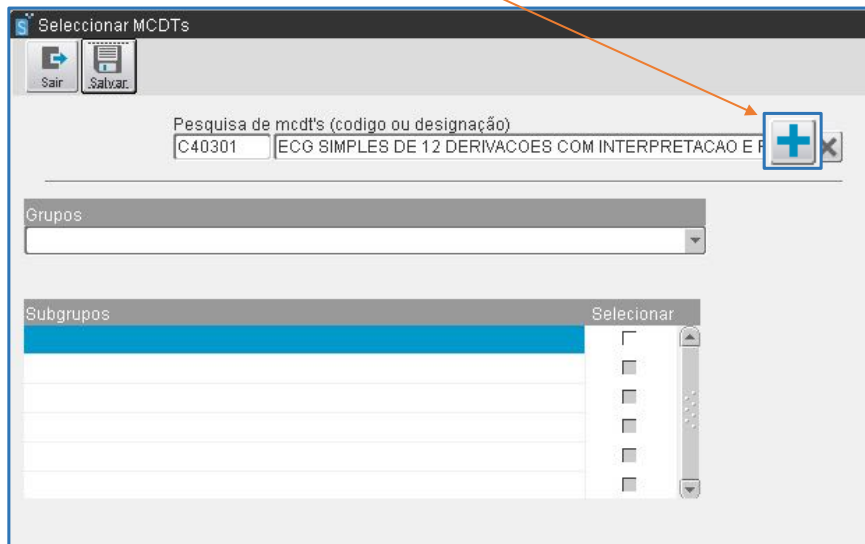 Seleccionar MCDTs
Sair Salvar
Pesquisa de mcdt's (codigo ou designação)
C40301 ECG SIMPLES DE 12 DERIVACOES COM INTERPRETACAO E
Grupos
Subgrupos Selecionar